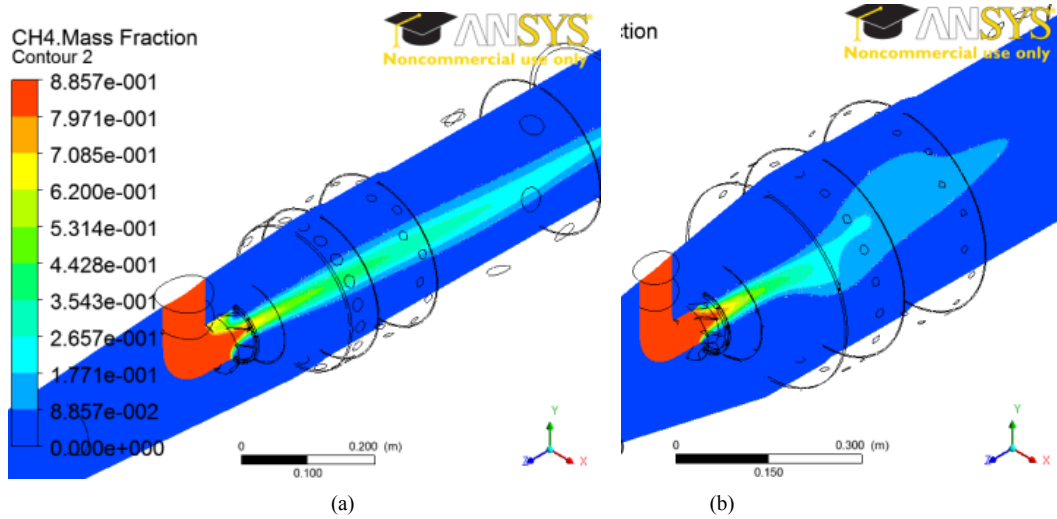 CH4.Mass Fraction
Contour 2
8.857e-001
7.971e-001
7.085e-001
6.200e-001
5.314e-001
4.428e-001
3.543e-001
2.657e-001
1.771e-001
8.857e-002
0.000e+000
ANSYS
Noncommercial use only
0 0.200 (m)
0.100
Y
Z X
(a)
ction
ANSYS
Noncommercial use only
0 0.300 (m)
0.150
Y
Z X
(b)